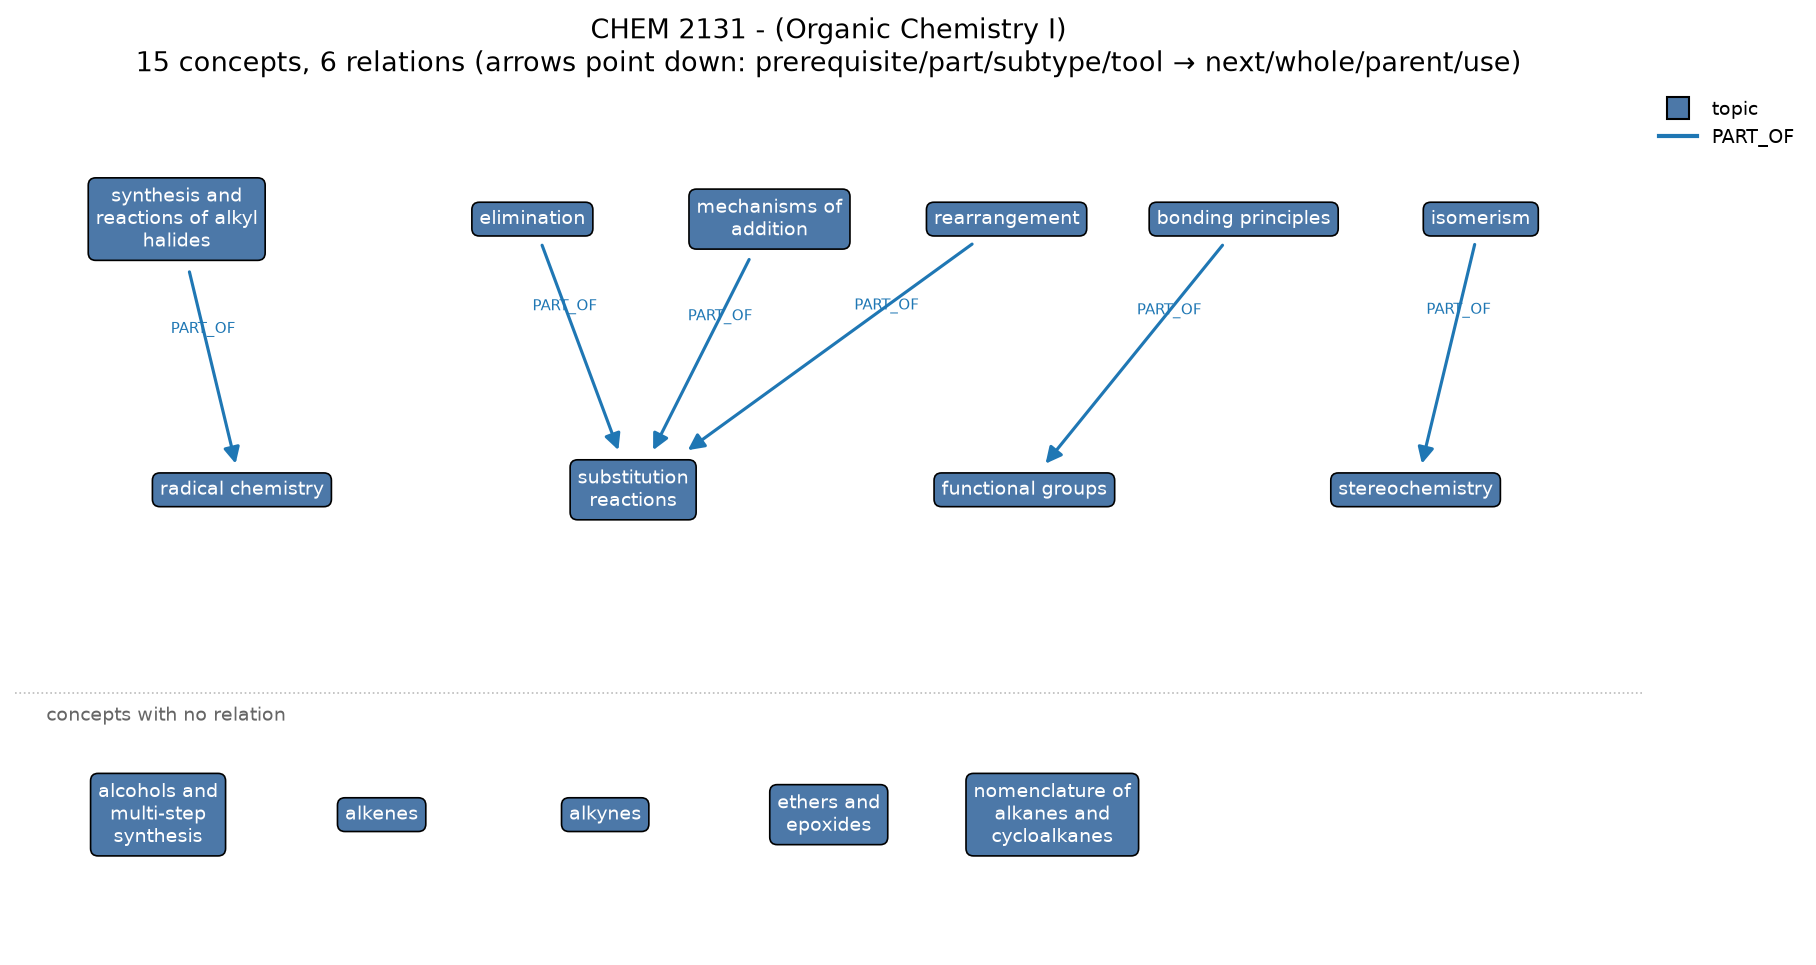 CHEM 2131 - (Organic Chemistry I)
15 concepts, 6 relations (arrows point down: prerequisite/part/subtype/tool → next/whole/parent/use)
topic
PART_OF
synthesis and
reactions of alkyl
halides
elimination
mechanisms of
addition
rearrangement
bonding principles
isomerism
PART_OF
PART_OF
PART_OF
PART_OF
PART_OF
PART_OF
radical chemistry
substitution
reactions
functional groups
stereochemistry
concepts with no relation
alcohols and
multi-step
synthesis
alkenes
alkynes
ethers and
epoxides
nomenclature of
alkanes and
cycloalkanes